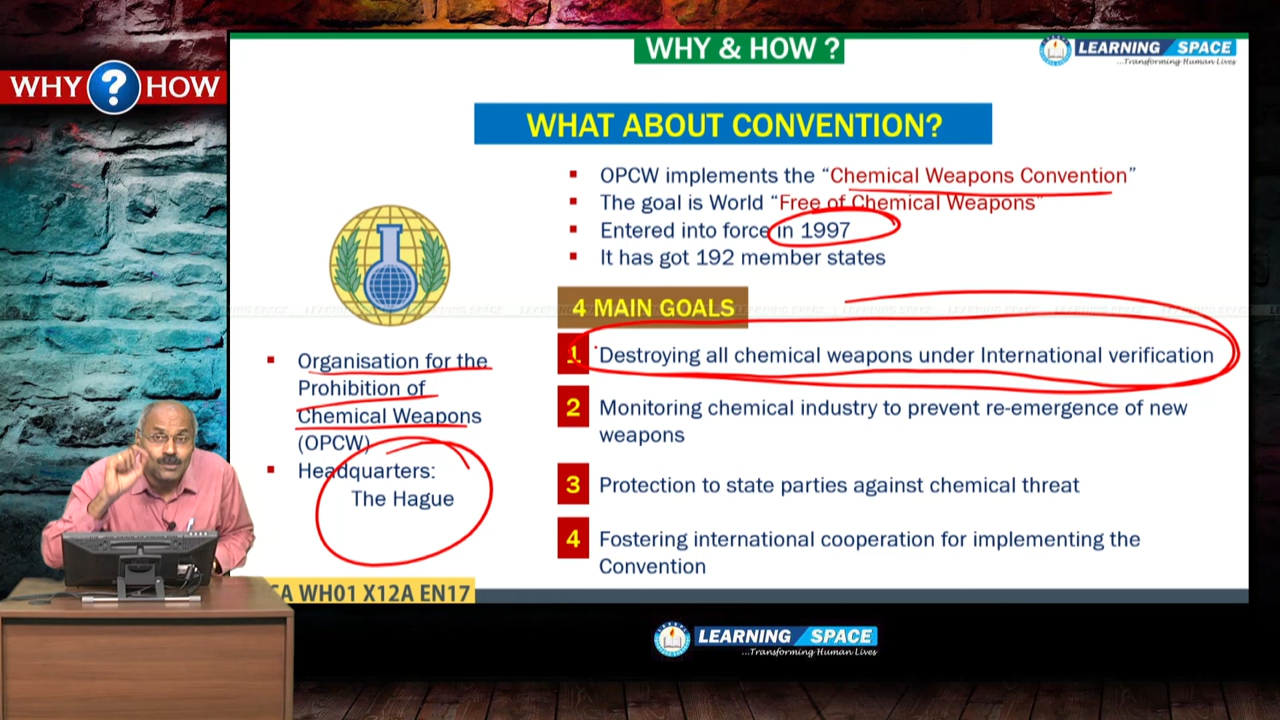 WHY & HOW ?
LEARNING SPACE
...Transforming Human Lives
WHY ? HOW
WHAT ABOUT CONVENTION?
▪ OPCW implements the “Chemical Weapons Convention”
▪ The goal is World “Free of Chemical Weapons”
▪ Entered into force in 1997
▪ It has got 192 member states
4 MAIN GOALS
1 Destroying all chemical weapons under International verification
2 Monitoring chemical industry to prevent re-emergence of new
weapons
3 Protection to state parties against chemical threat
4 Fostering international cooperation for implementing the
Convention
▪ Organisation for the
Prohibition of
Chemical Weapons
(OPCW)
▪ Headquarters:
The Hague
CA WH01 X12A EN17
LEARNING SPACE
...Transforming Human Lives